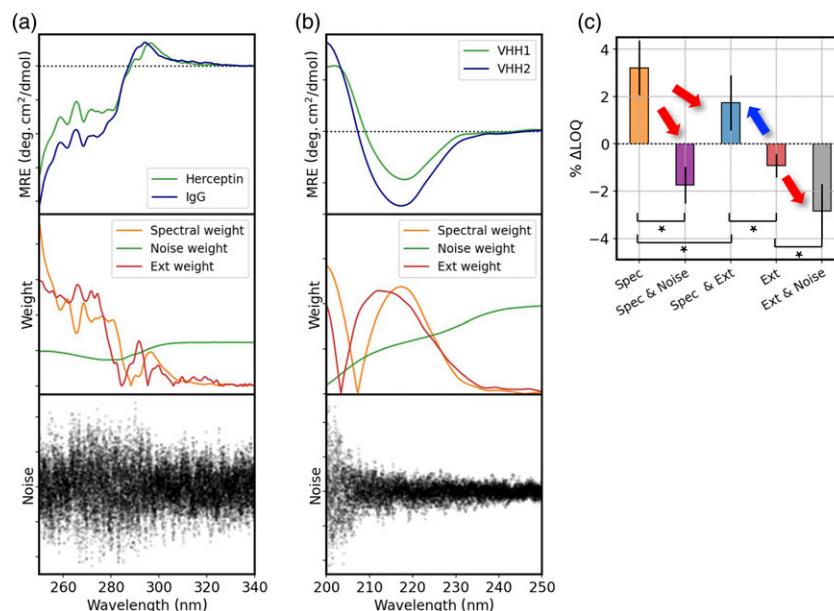 (a)
MRE (deg. cm²/dmol)
Herceptin
IgG
Weight
Spectral weight
Noise weight
Ext weight
Noise
260 280 300 320 340
Wavelength (nm)
(b)
MRE (deg. cm²/dmol)
VHH1
VHH2
Weight
Spectral weight
Noise weight
Ext weight
Noise
200 210 220 230 240 250
Wavelength (nm)
(c)
% ΔLOQ
4
2
0
−2
−4
* *
* *
Spec
Spec & Noise
Spec & Ext
Ext
Ext & Noise